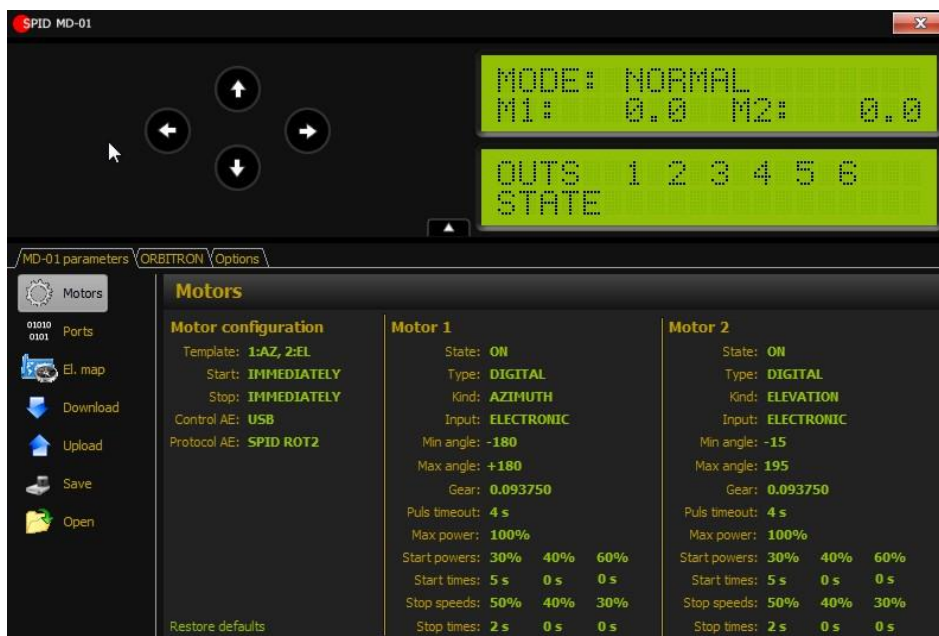 SPID MD-01
MODE: NORMAL
M1: 0.0 M2: 0.0
OUTS 1 2 3 4 5 6
STATE
MD-01 parameters ORBITRON Options
Motors
01010
0101
Ports
El. map
Download
Upload
Save
Open
Motors
Motor configuration
Template: 1:AZ, 2:EL
Start: IMMEDIATELY
Stop: IMMEDIATELY
Control AE: USB
Protocol AE: SPID ROT2
Restore defaults
Motor 1
State: ON
Type: DIGITAL
Kind: AZIMUTH
Input: ELECTRONIC
Min angle: -180
Max angle: +180
Gear: 0.093750
Puls timeout: 4 s
Max power: 100%
Start powers: 30% 40% 60%
Start times: 5 s 0 s 0 s
Stop speeds: 50% 40% 30%
Stop times: 2 s 0 s 0 s
Motor 2
State: ON
Type: DIGITAL
Kind: ELEVATION
Input: ELECTRONIC
Min angle: -15
Max angle: 195
Gear: 0.093750
Puls timeout: 4 s
Max power: 100%
Start powers: 30% 40% 60%
Start times: 5 s 0 s 0 s
Stop speeds: 50% 40% 30%
Stop times: 2 s 0 s 0 s